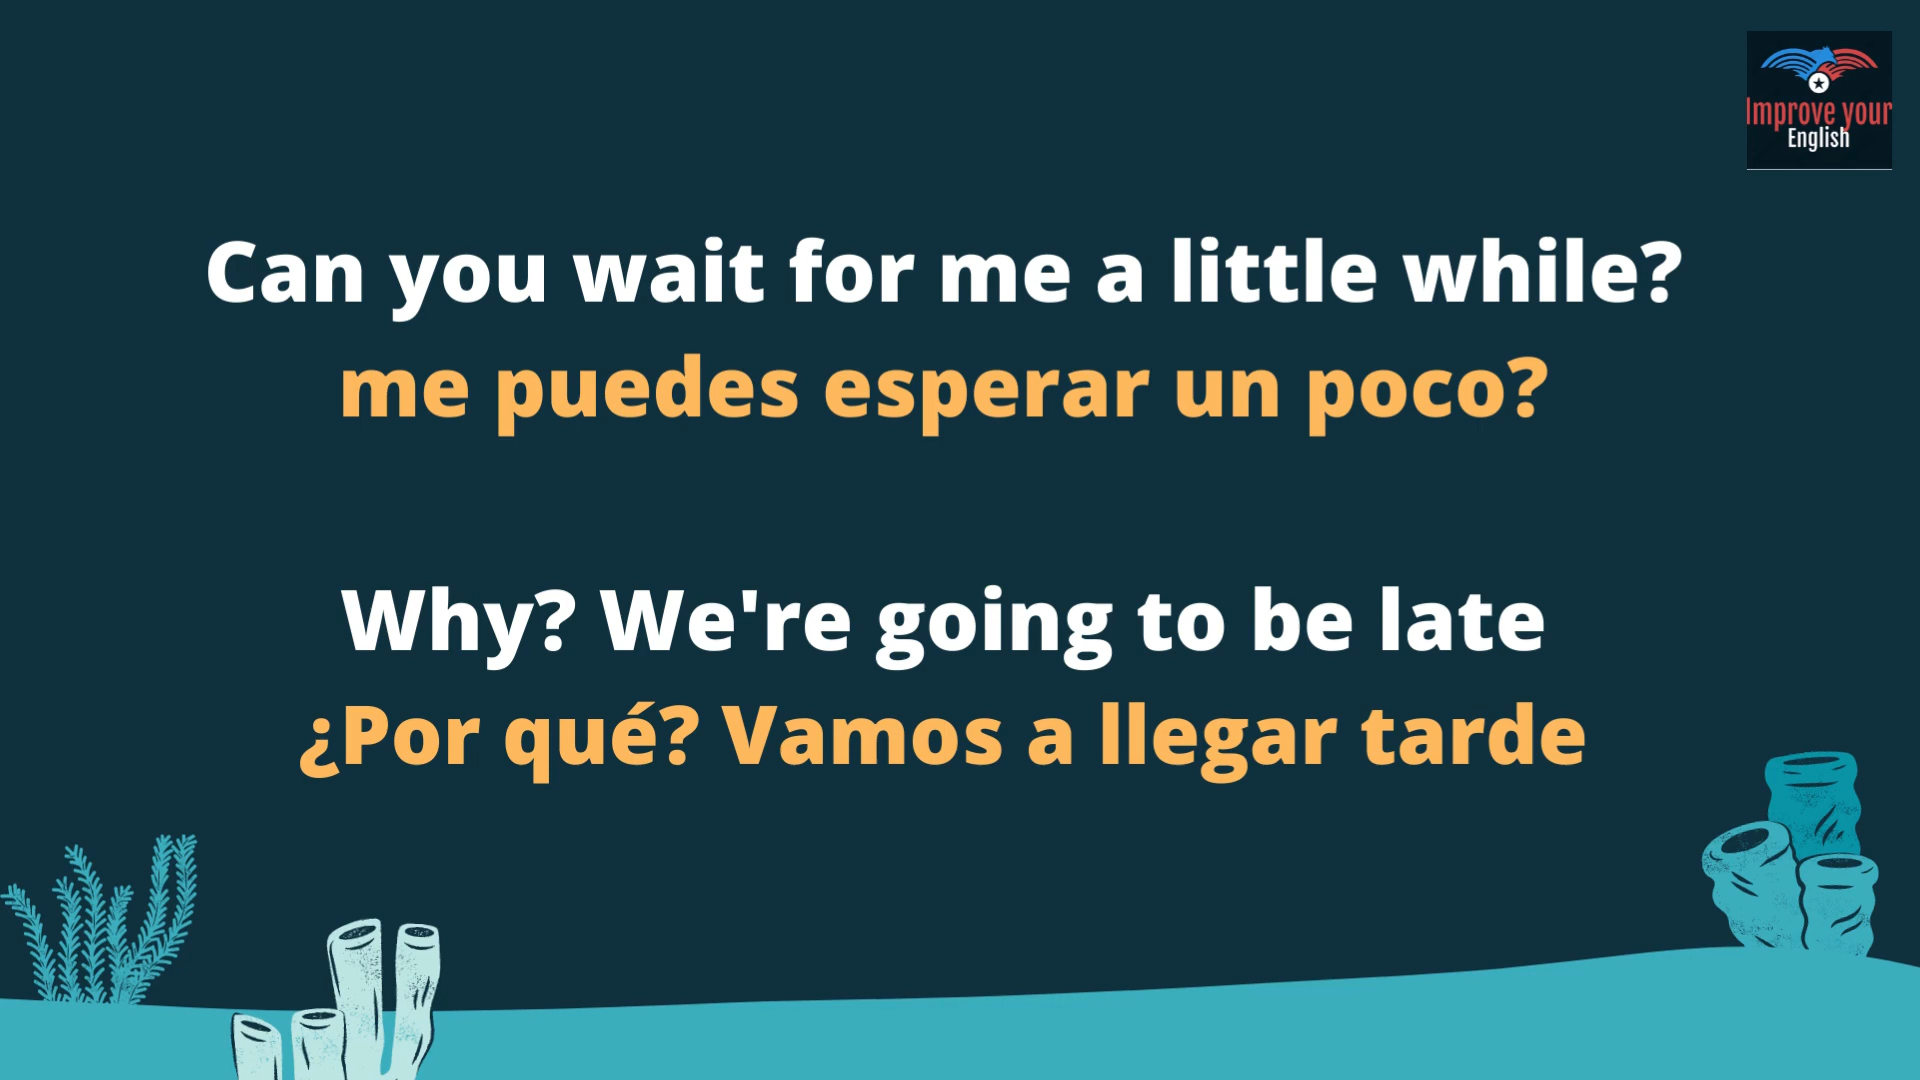 Improve your
English
Can you wait for me a little while?
me puedes esperar un poco?
Why? We're going to be late
¿Por qué? Vamos a llegar tarde